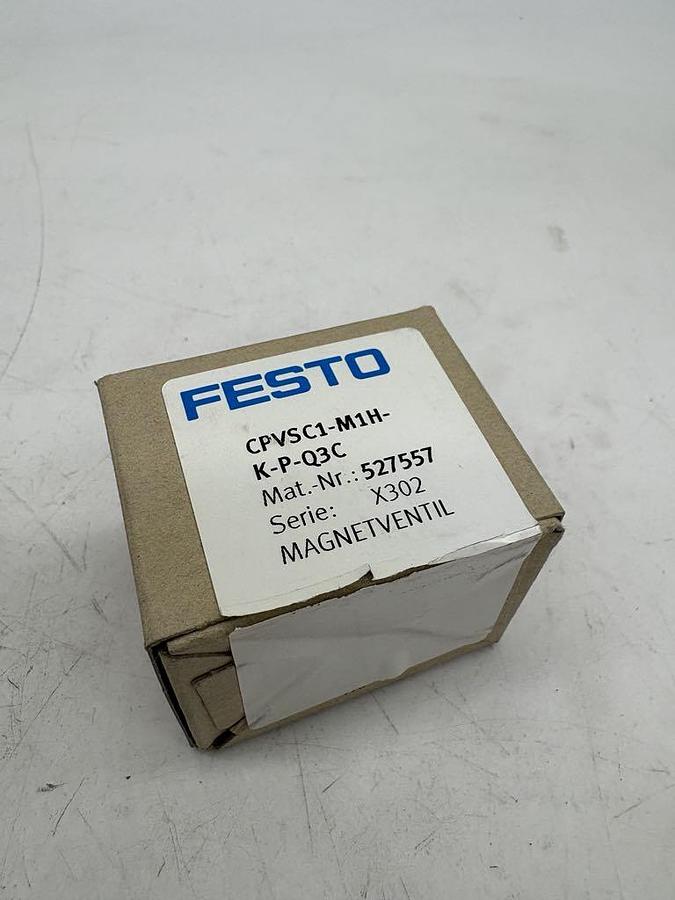 FESTO
CPVSC1-M1H-
K-P-Q3C
Mat.-Nr.: 527557
Serie: X302
MAGNETVENTIL